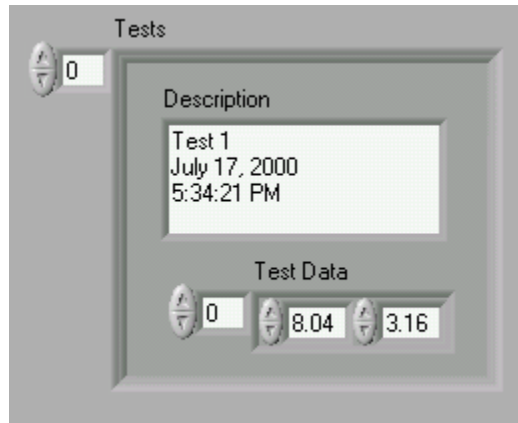 Tests
0
Description
Test 1
July 17, 2000
5:34:21 PM
Test Data
0 8.04 3.16